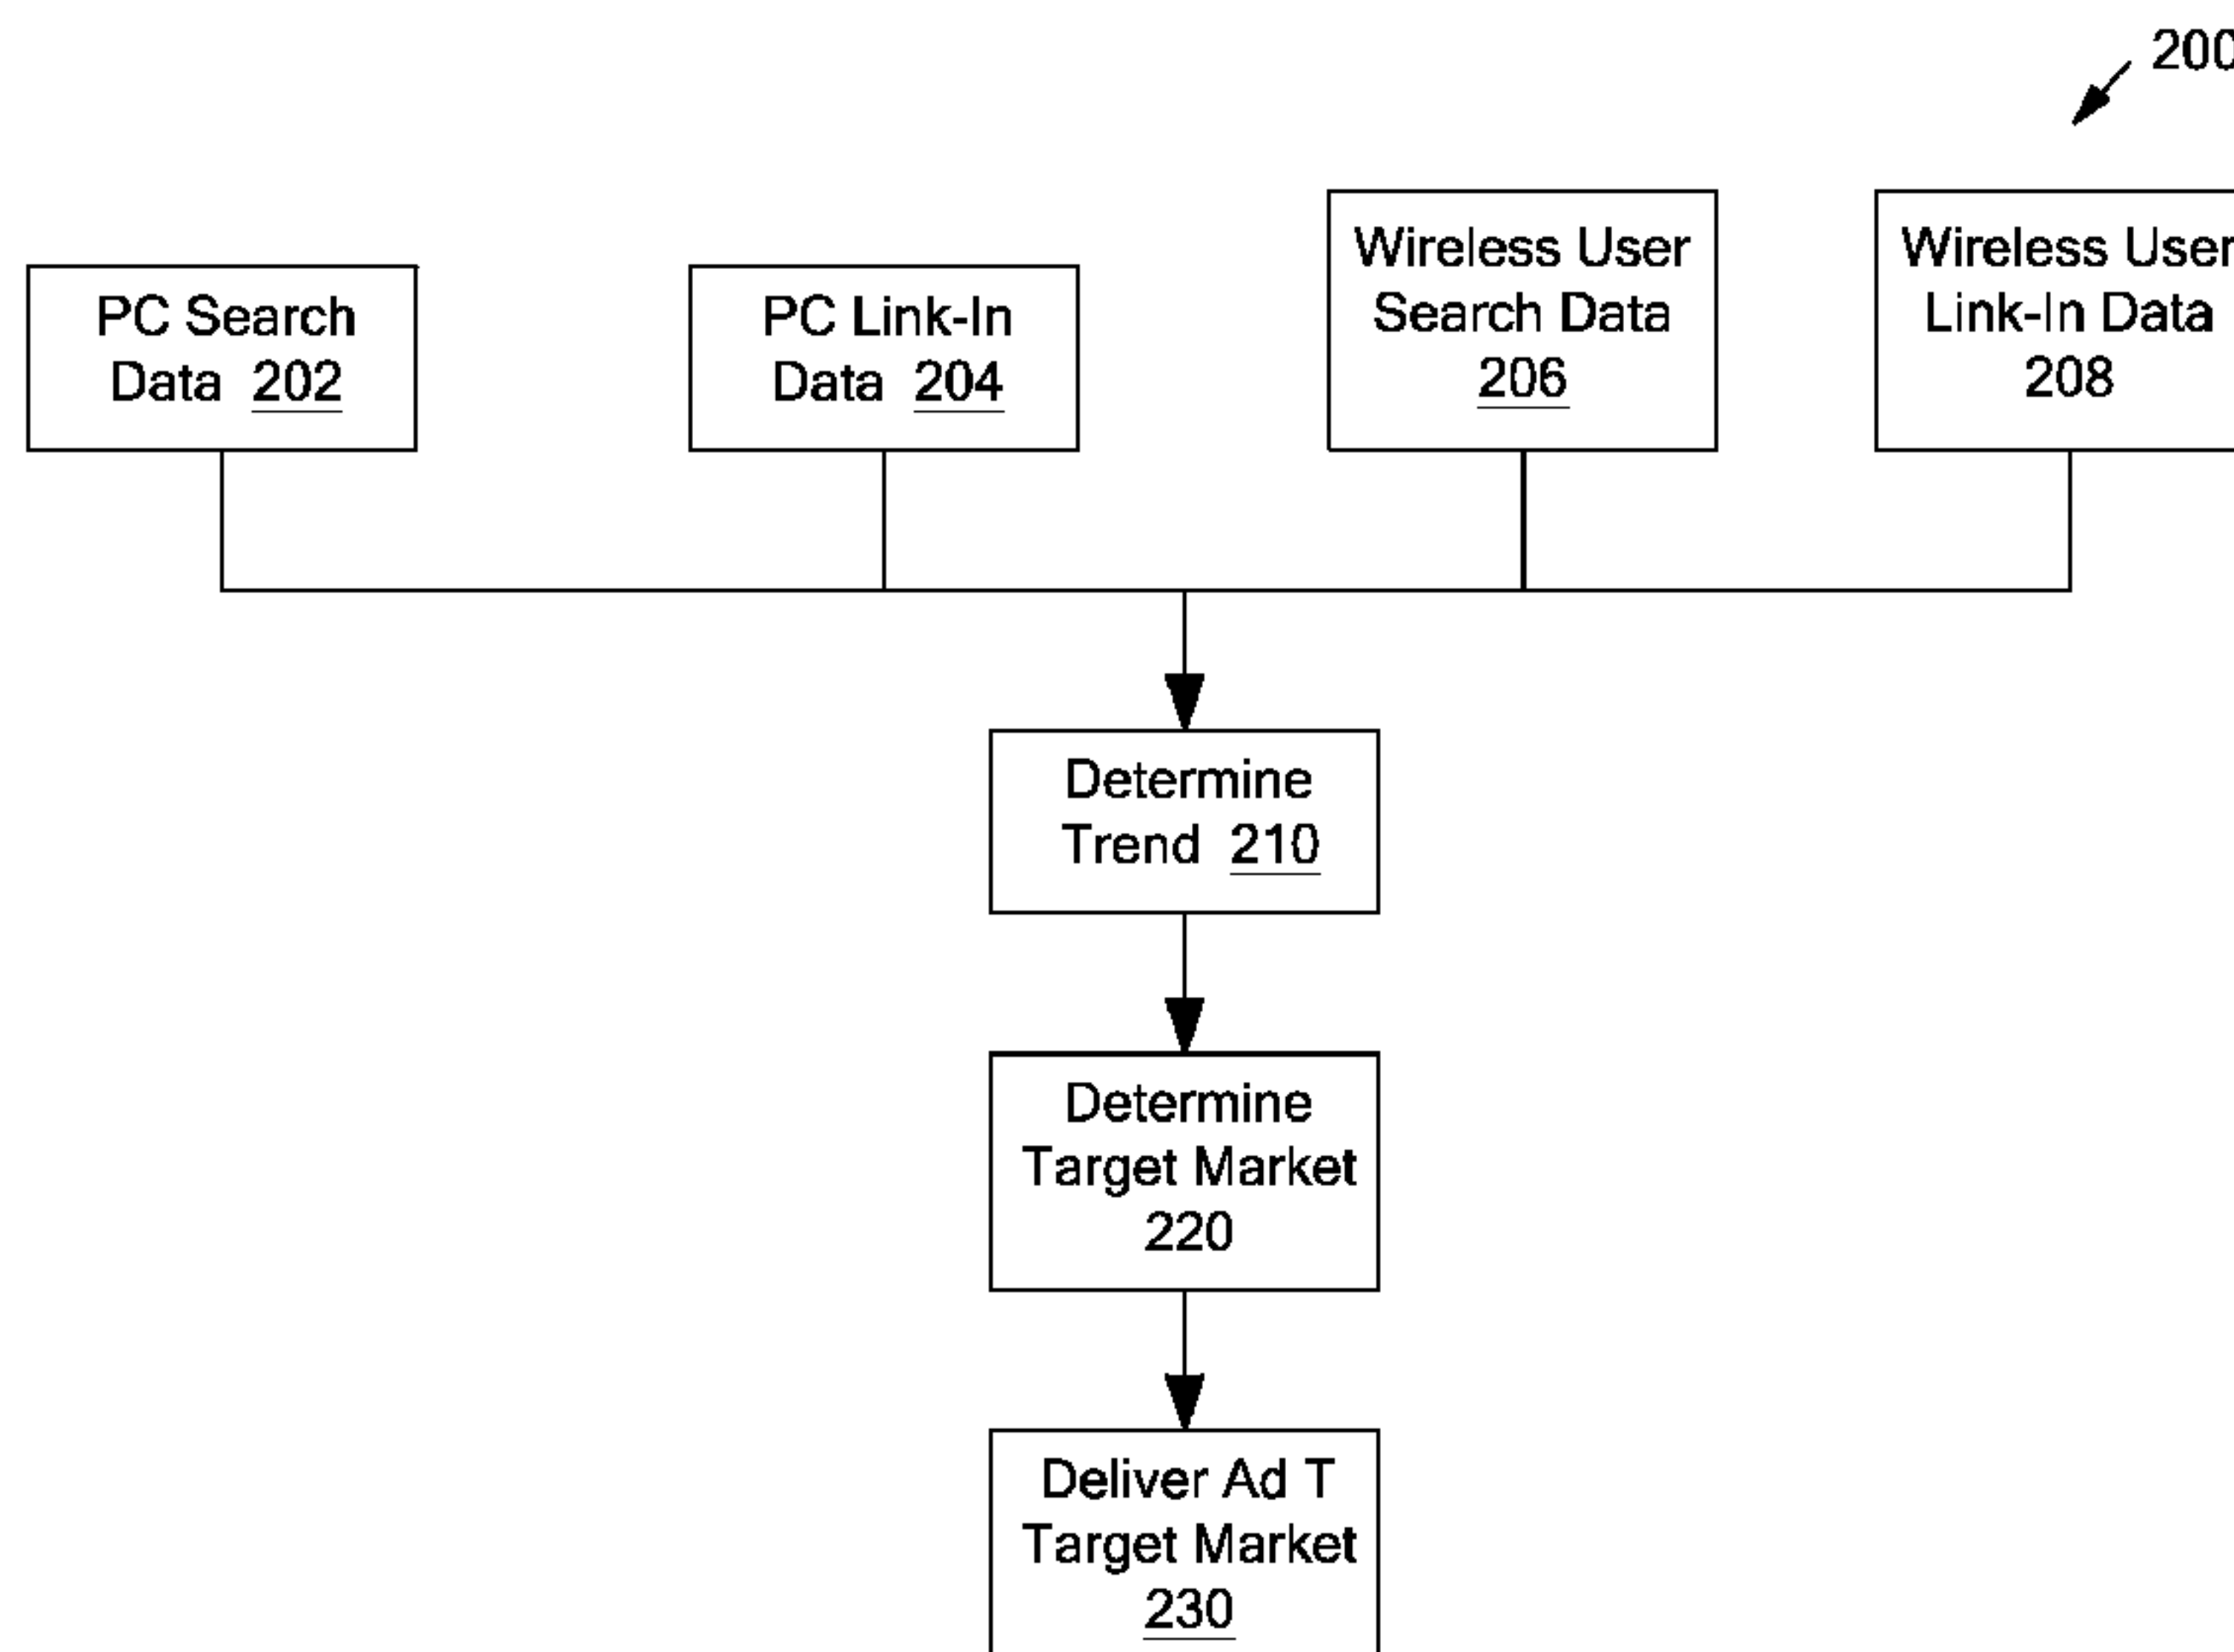 200
PC Search
Data 202
PC Link-In
Data 204
Wireless User
Search Data
206
Wireless User
Link-In Data
208
Determine
Trend 210
Determine
Target Market
220
Deliver Ad T
Target Market
230